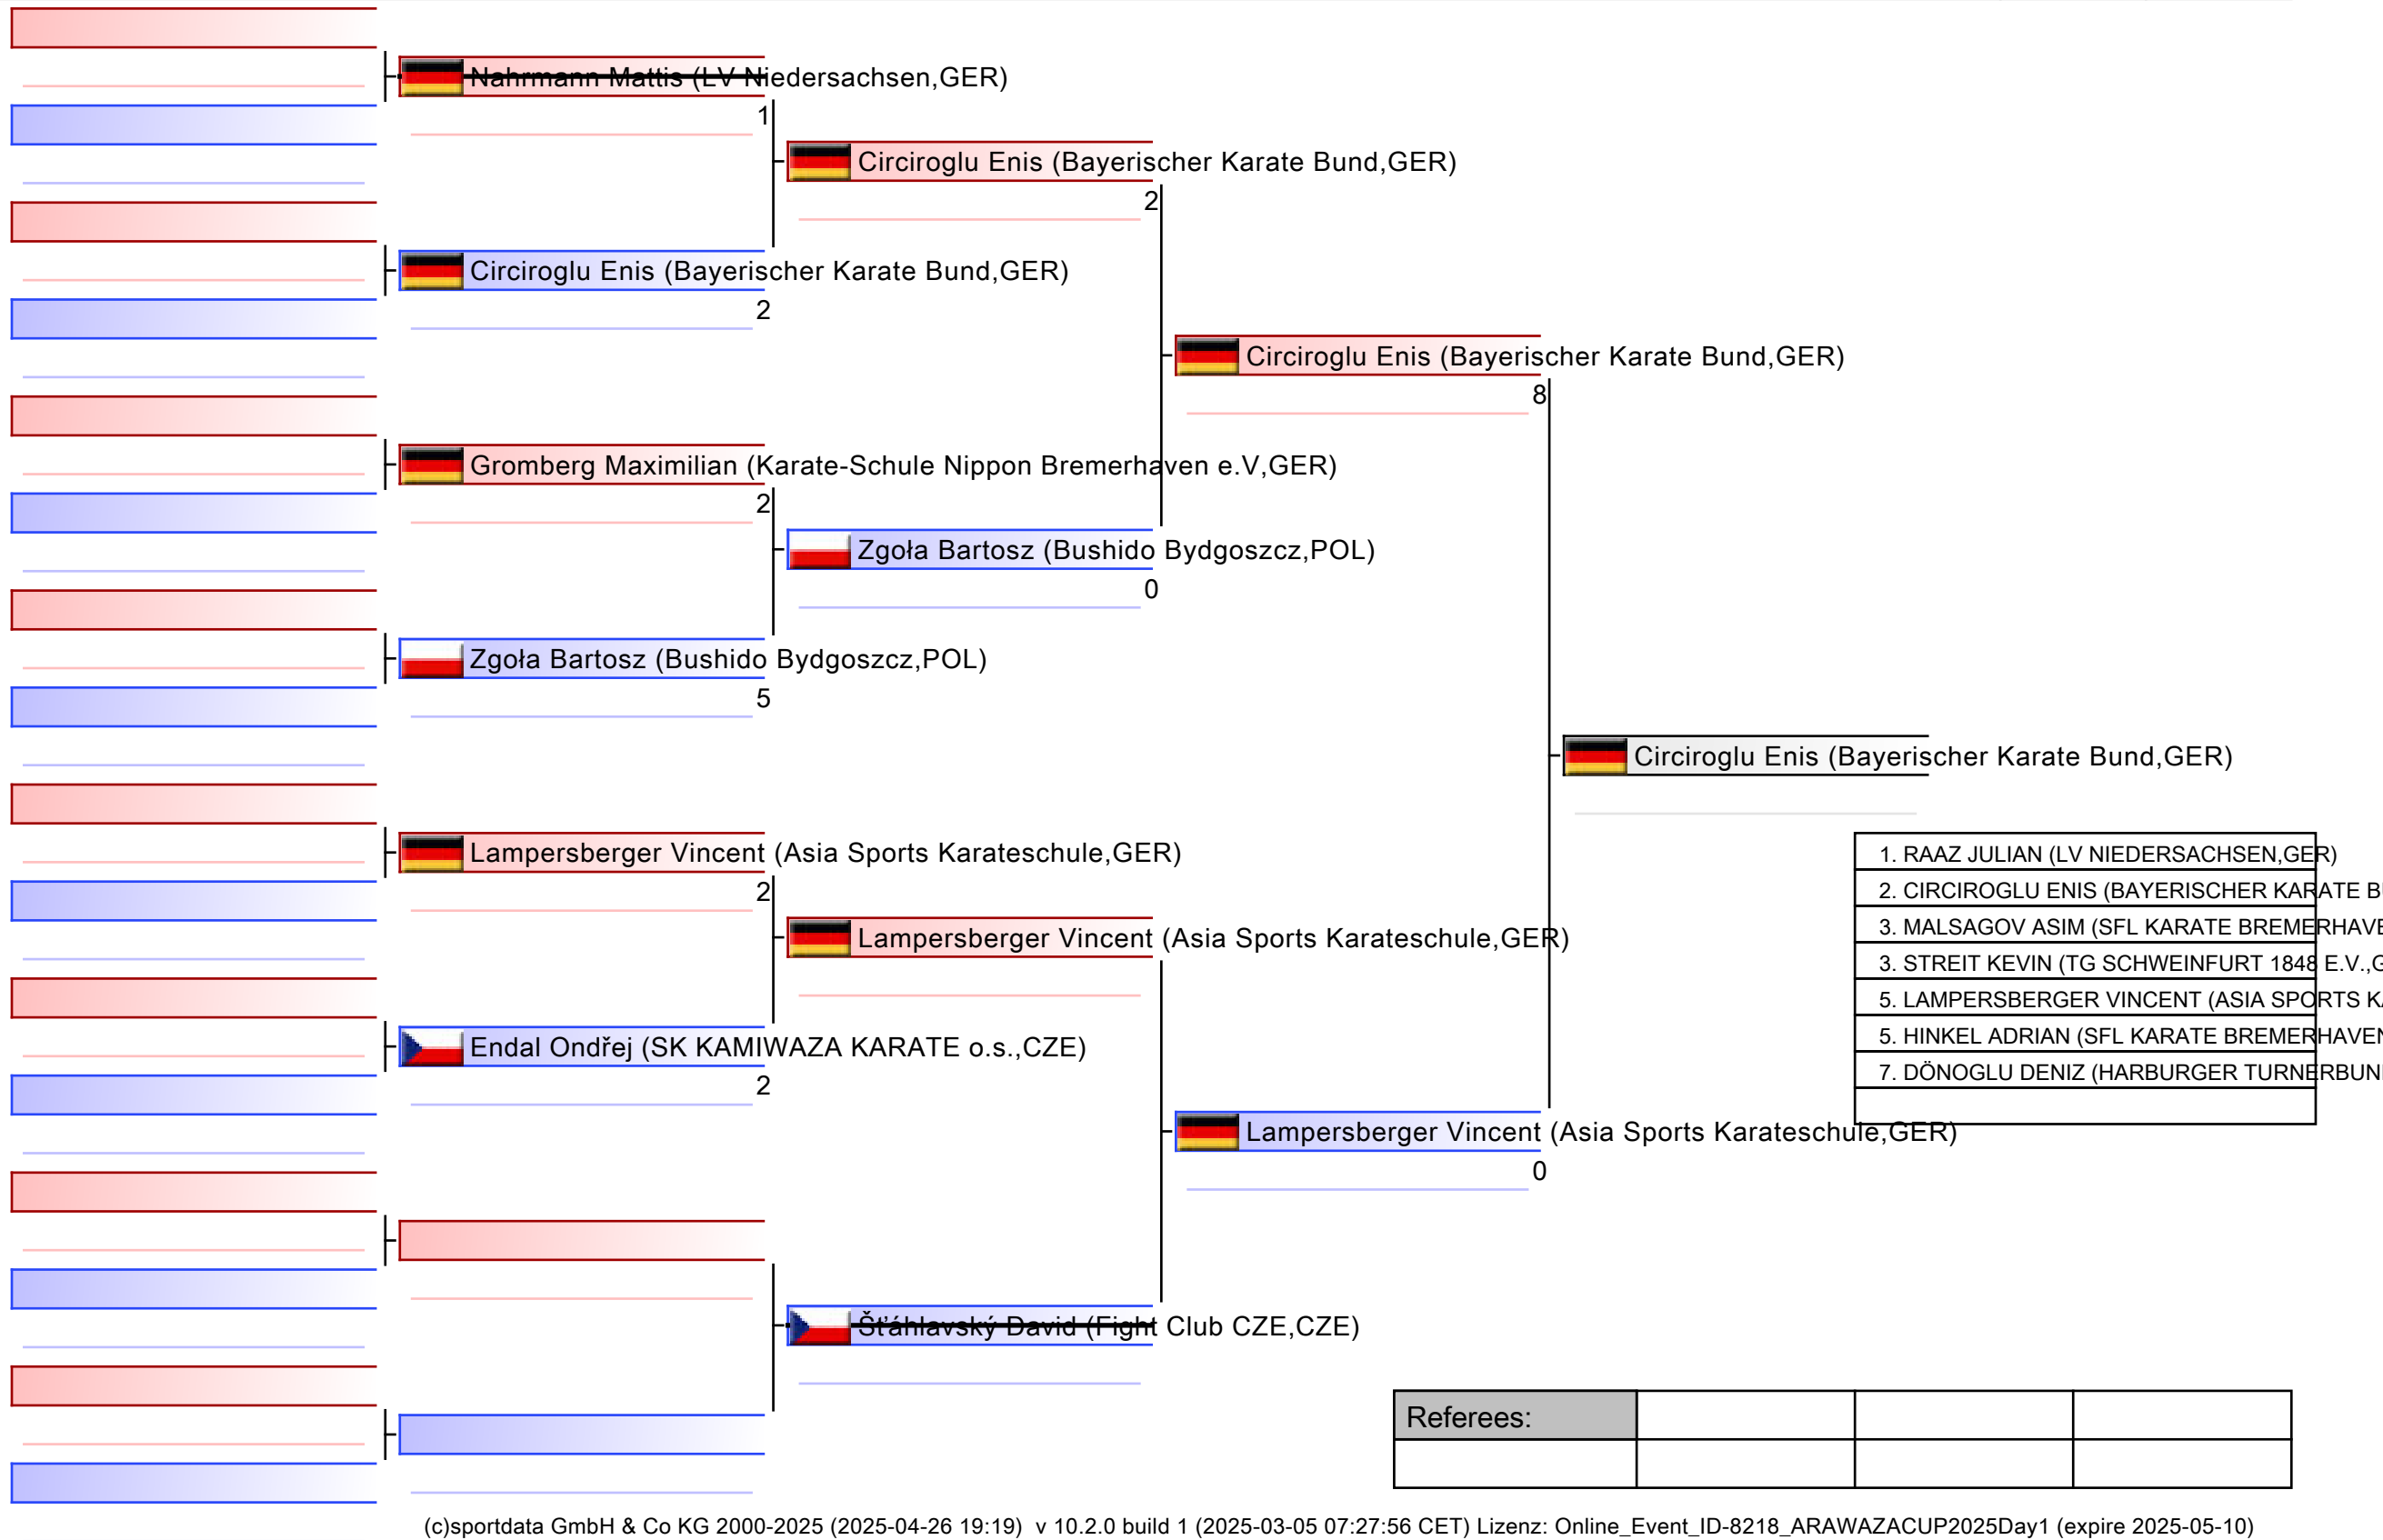 Nahrmann Mattis (LV Niedersachsen,GER)
1
Circiroglu Enis (Bayerischer Karate Bund,GER)
2
Circiroglu Enis (Bayerischer Karate Bund,GER)
2
Circiroglu Enis (Bayerischer Karate Bund,GER)
8
Gromberg Maximilian (Karate-Schule Nippon Bremerhaven e.V,GER)
2
Zgoła Bartosz (Bushido Bydgoszcz,POL)
0
Zgoła Bartosz (Bushido Bydgoszcz,POL)
5
Circiroglu Enis (Bayerischer Karate Bund,GER)
Lampersberger Vincent (Asia Sports Karateschule,GER)
2
Lampersberger Vincent (Asia Sports Karateschule,GER)
Endal Ondřej (SK KAMIWAZA KARATE o.s.,CZE)
2
Lampersberger Vincent (Asia Sports Karateschule,GER)
0
Šťáhlavský David (Fight Club CZE,CZE)
1. RAAZ JULIAN (LV NIEDERSACHSEN,GER)
2. CIRCIROGLU ENIS (BAYERISCHER KARATE B
3. MALSAGOV ASIM (SFL KARATE BREMERHAVE
3. STREIT KEVIN (TG SCHWEINFURT 1848 E.V.,G
5. LAMPERSBERGER VINCENT (ASIA SPORTS KA
5. HINKEL ADRIAN (SFL KARATE BREMERHAVEN
7. DÖNOGLU DENIZ (HARBURGER TURNERBUN
Referees:
(c)sportdata GmbH & Co KG 2000-2025 (2025-04-26 19:19) v 10.2.0 build 1 (2025-03-05 07:27:56 CET) Lizenz: Online_Event_ID-8218_ARAWAZACUP2025Day1 (expire 2025-05-10)